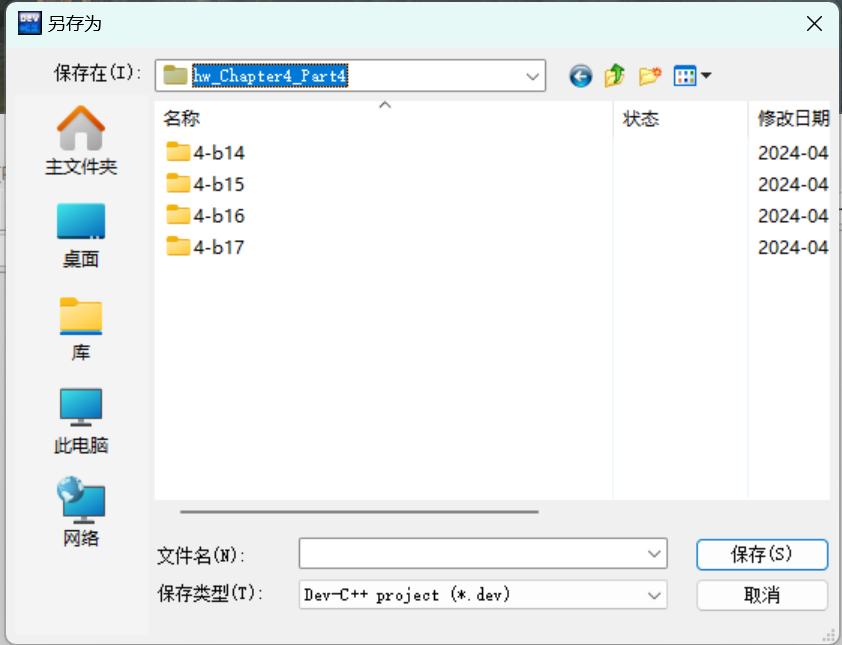 DEV
另存为
保存在(I):
hw_Chapter4_Part4
主文件夹
桌面
库
此电脑
网络
名称 状态 修改日期
4-b14 2024-04
4-b15 2024-04
4-b16 2024-04
4-b17 2024-04
文件名(N):
保存(S)
保存类型(T):
Dev-C++ project (*.dev)
取消